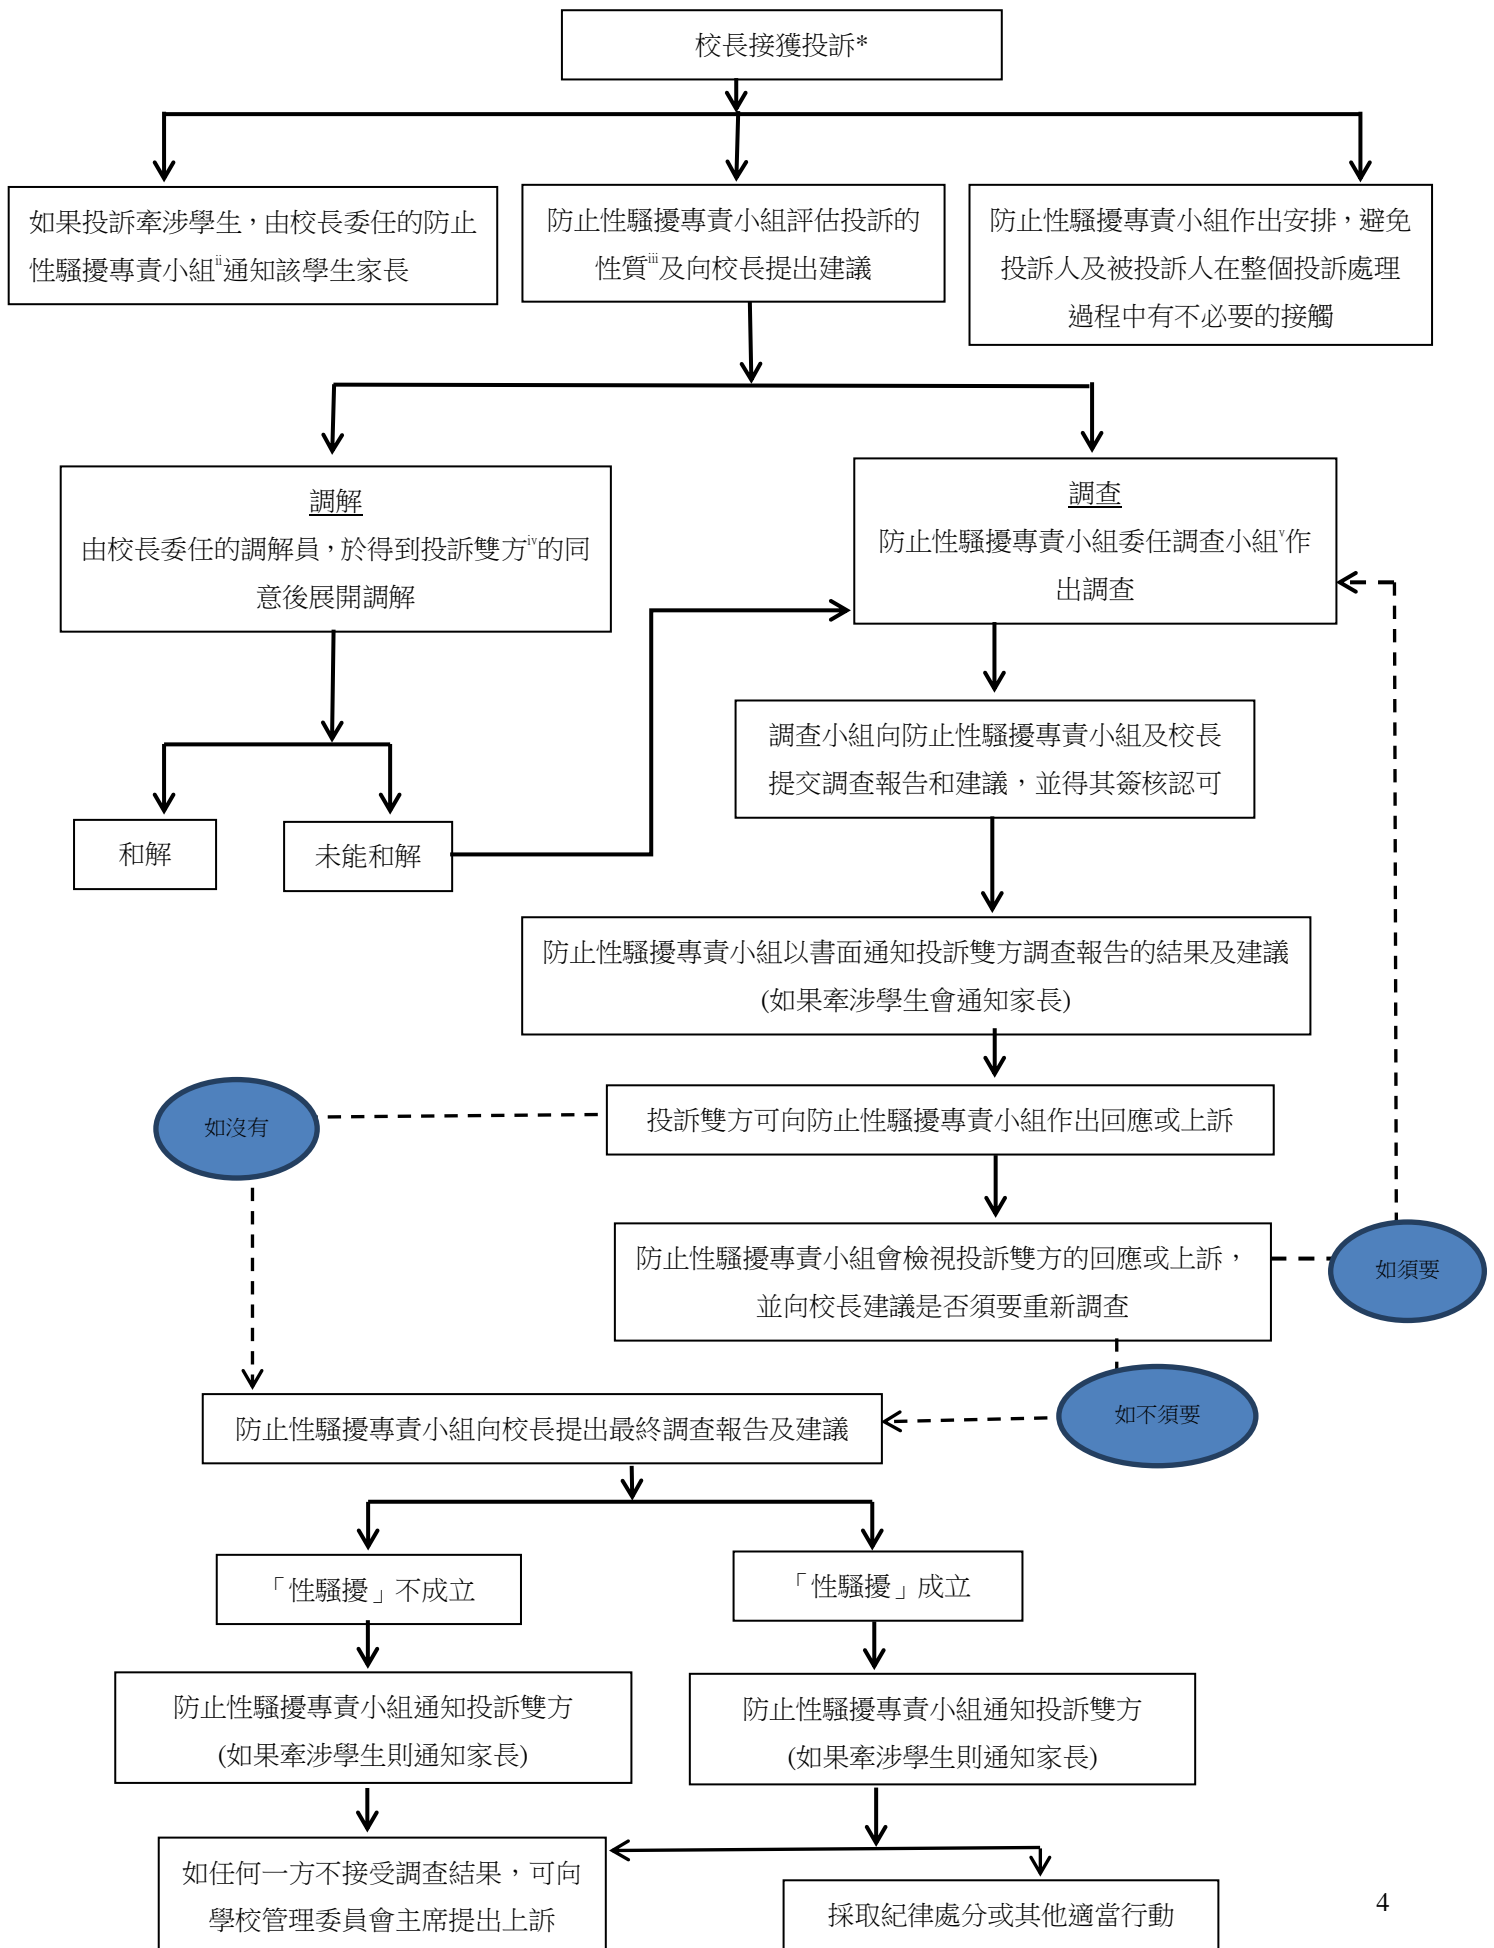 校長接獲投訴*
如果投訴牽涉學生，由校長委任的防止
性騷擾專責小組ii通知該學生家長
防止性騷擾專責小組評估投訴的
性質iii及向校長提出建議
防止性騷擾專責小組作出安排，避免
投訴人及被投訴人在整個投訴處理
過程中有不必要的接觸
調解
由校長委任的調解員，於得到投訴雙方iv的同
意後展開調解
調查
防止性騷擾專責小組委任調查小組v作
出調查
調查小組向防止性騷擾專責小組及校長
提交調查報告和建議，並得其簽核認可
和解
未能和解
防止性騷擾專責小組以書面通知投訴雙方調查報告的結果及建議
(如果牽涉學生會通知家長)
如沒有
投訴雙方可向防止性騷擾專責小組作出回應或上訴
防止性騷擾專責小組會檢視投訴雙方的回應或上訴，
並向校長建議是否須要重新調查
如須要
如不須要
防止性騷擾專責小組向校長提出最終調查報告及建議
「性騷擾」不成立
「性騷擾」成立
防止性騷擾專責小組通知投訴雙方
(如果牽涉學生則通知家長)
防止性騷擾專責小組通知投訴雙方
(如果牽涉學生則通知家長)
如任何一方不接受調查結果，可向
學校管理委員會主席提出上訴
採取紀律處分或其他適當行動
4